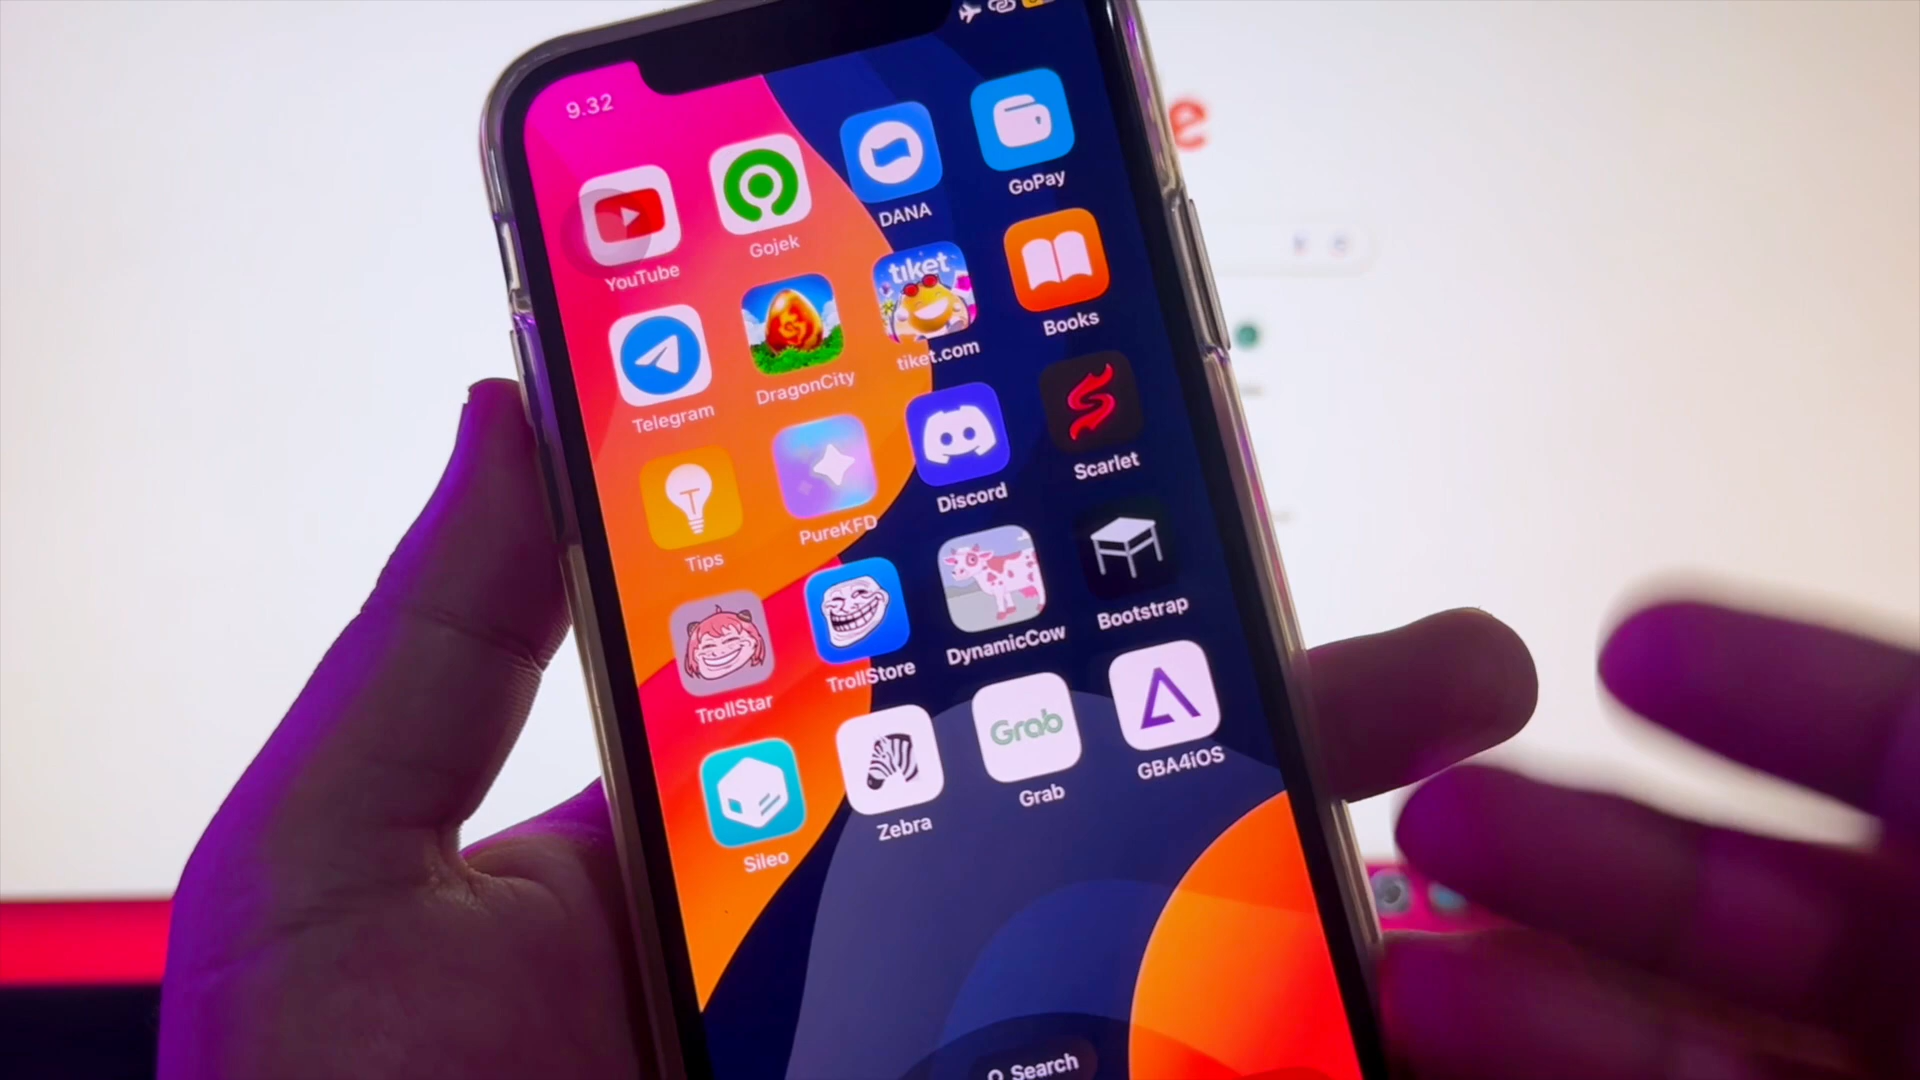 9.32
YouTube
Gojek
DANA
GoPay
Telegram
DragonCity
tiket
tiket.com
Books
Tips
PureKFD
Discord
Scarlet
TrollStar
TrollStore
DynamicCow
Bootstrap
Sileo
Zebra
Grab
Grab
GBA4iOS
Search
e